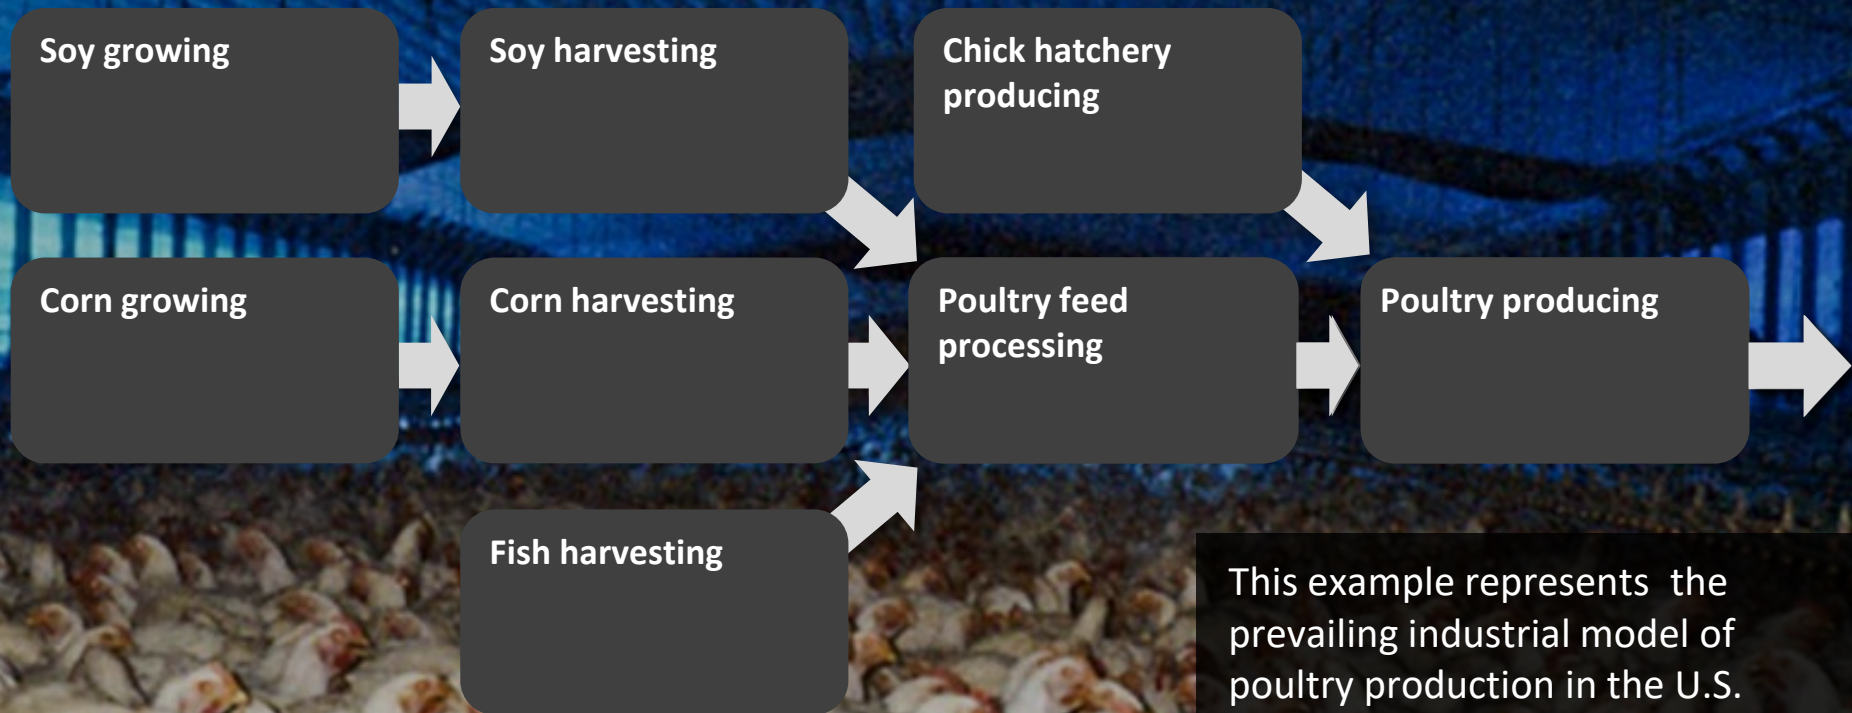 Soy growing
Soy harvesting
Chick hatchery
producing
Corn growing
Corn harvesting
Poultry feed
processing
Poultry producing
Fish harvesting
This example represents the
prevailing industrial model of
poultry production in the U.S.